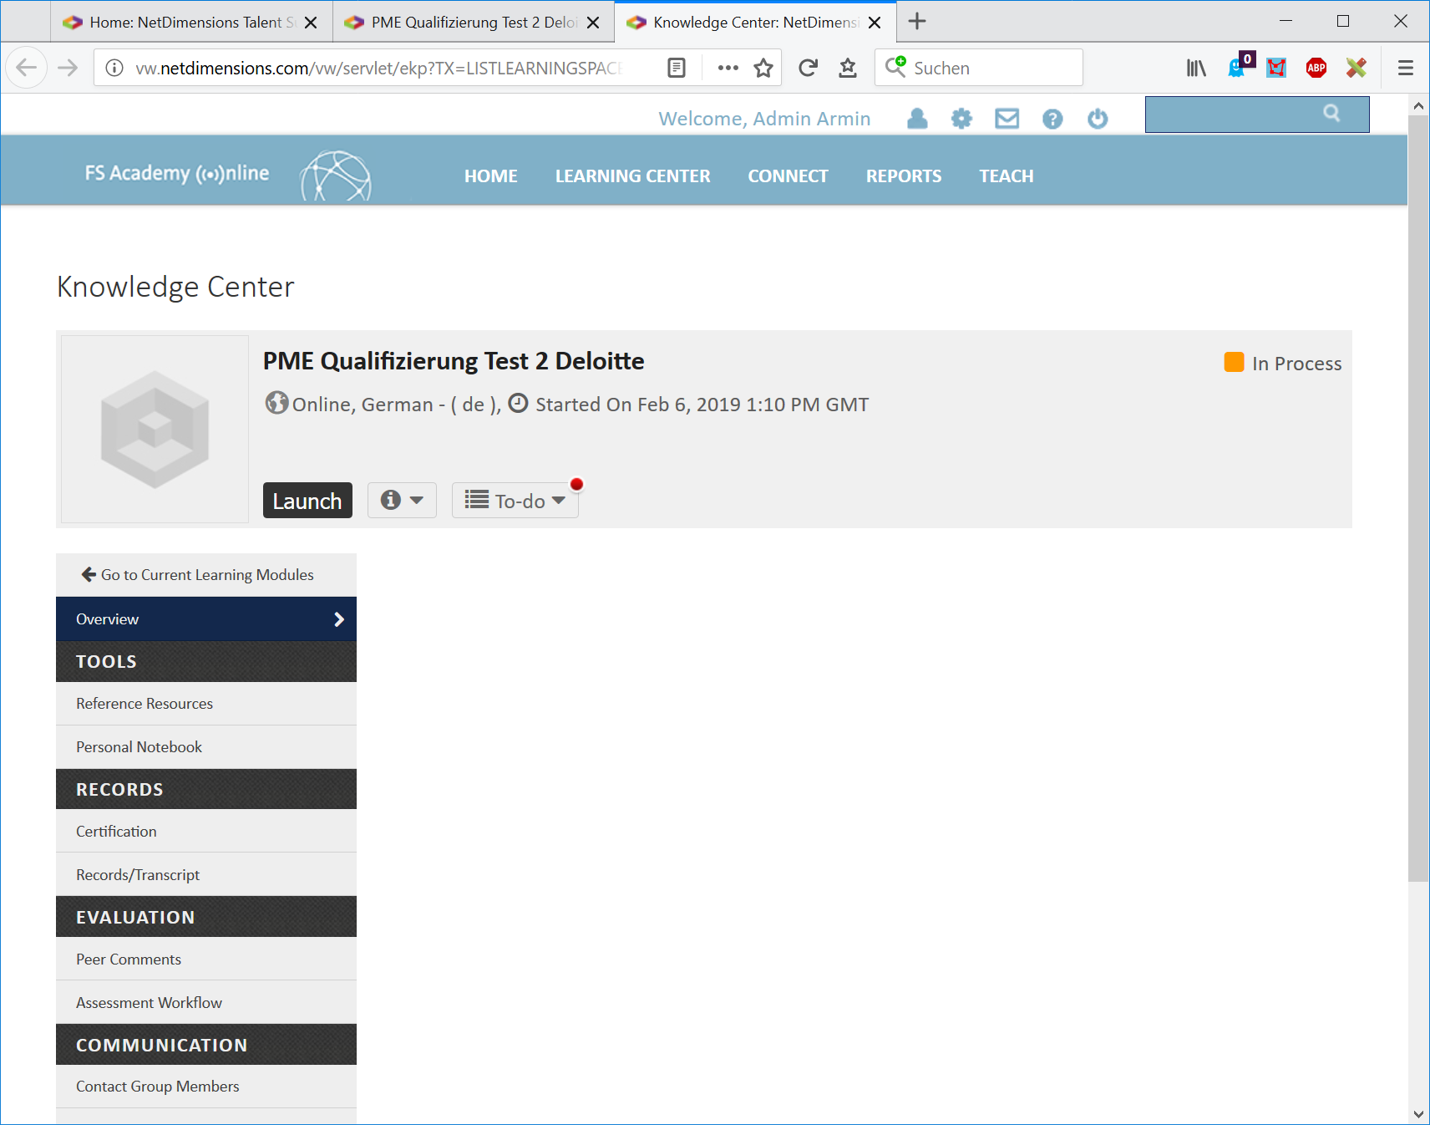 Home: NetDimensions Talent S
PME Qualifizierung Test 2 Deloi
Knowledge Center: NetDimens
vw.netdimensions.com/vw/servlet/ekp?TX=LISTLEARNINGSPACE
Suchen
0
ABP
Welcome, Admin Armin
FS Academy ((•))nline
HOME
LEARNING CENTER
CONNECT
REPORTS
TEACH
Knowledge Center
PME Qualifizierung Test 2 Deloitte
In Process
Online, German - ( de ), Started On Feb 6, 2019 1:10 PM GMT
Launch
To-do
Go to Current Learning Modules
Overview
TOOLS
Reference Resources
Personal Notebook
RECORDS
Certification
Records/Transcript
EVALUATION
Peer Comments
Assessment Workflow
COMMUNICATION
Contact Group Members